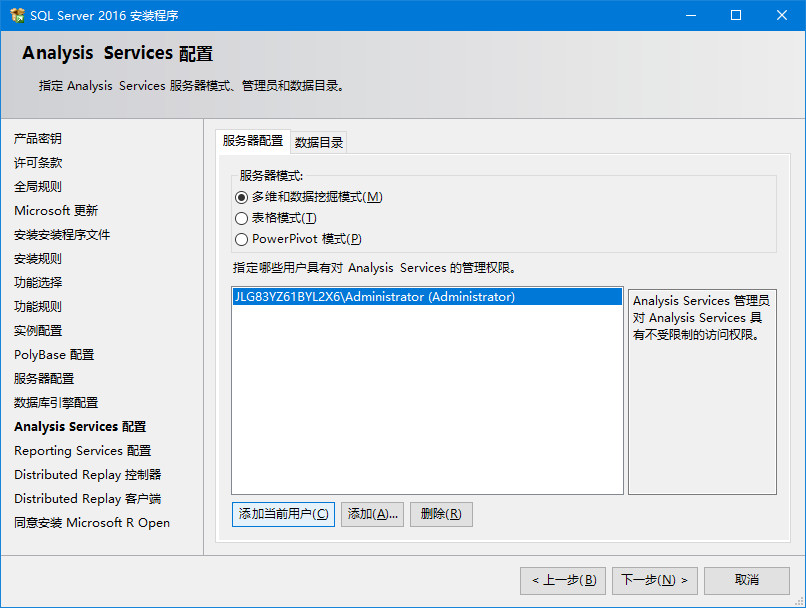 SQL Server 2016 安装程序
Analysis Services 配置
指定 Analysis Services 服务器模式、管理员和数据目录。
产品密钥
许可条款
全局规则
Microsoft 更新
安装安装程序文件
安装规则
功能选择
功能规则
实例配置
PolyBase 配置
服务器配置
数据库引擎配置
Analysis Services 配置
Reporting Services 配置
Distributed Replay 控制器
Distributed Replay 客户端
同意安装 Microsoft R Open
服务器配置 数据目录
服务器模式:
多维和数据挖掘模式(M)
表格模式(T)
PowerPivot 模式(P)
指定哪些用户具有对 Analysis Services 的管理权限。
JLG83YZ61BYL2X6\Administrator (Administrator)
Analysis Services 管理员
对 Analysis Services 具
有不受限制的访问权限。
添加当前用户(C) 添加(A)... 删除(R)
< 上一步(B) 下一步(N) > 取消